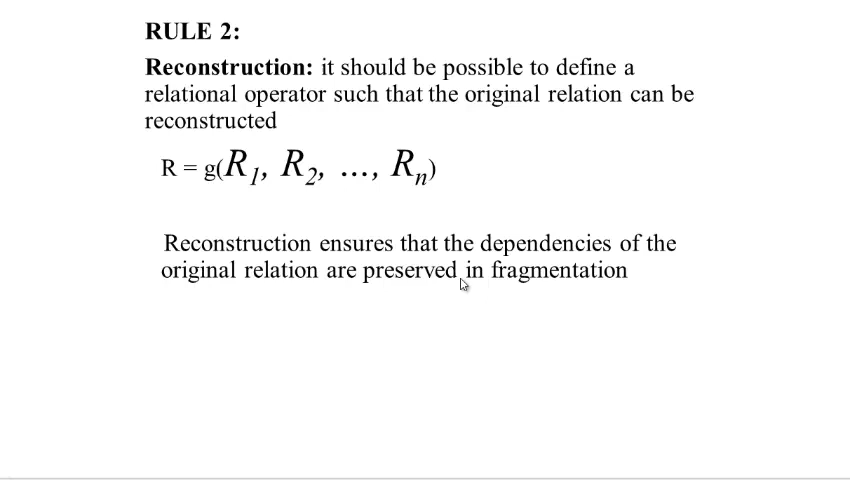 RULE 2:
Reconstruction: it should be possible to define a
relational operator such that the original relation can be
reconstructed
R = g(R1, R2, ..., Rn)
Reconstruction ensures that the dependencies of the
original relation are preserved in fragmentation